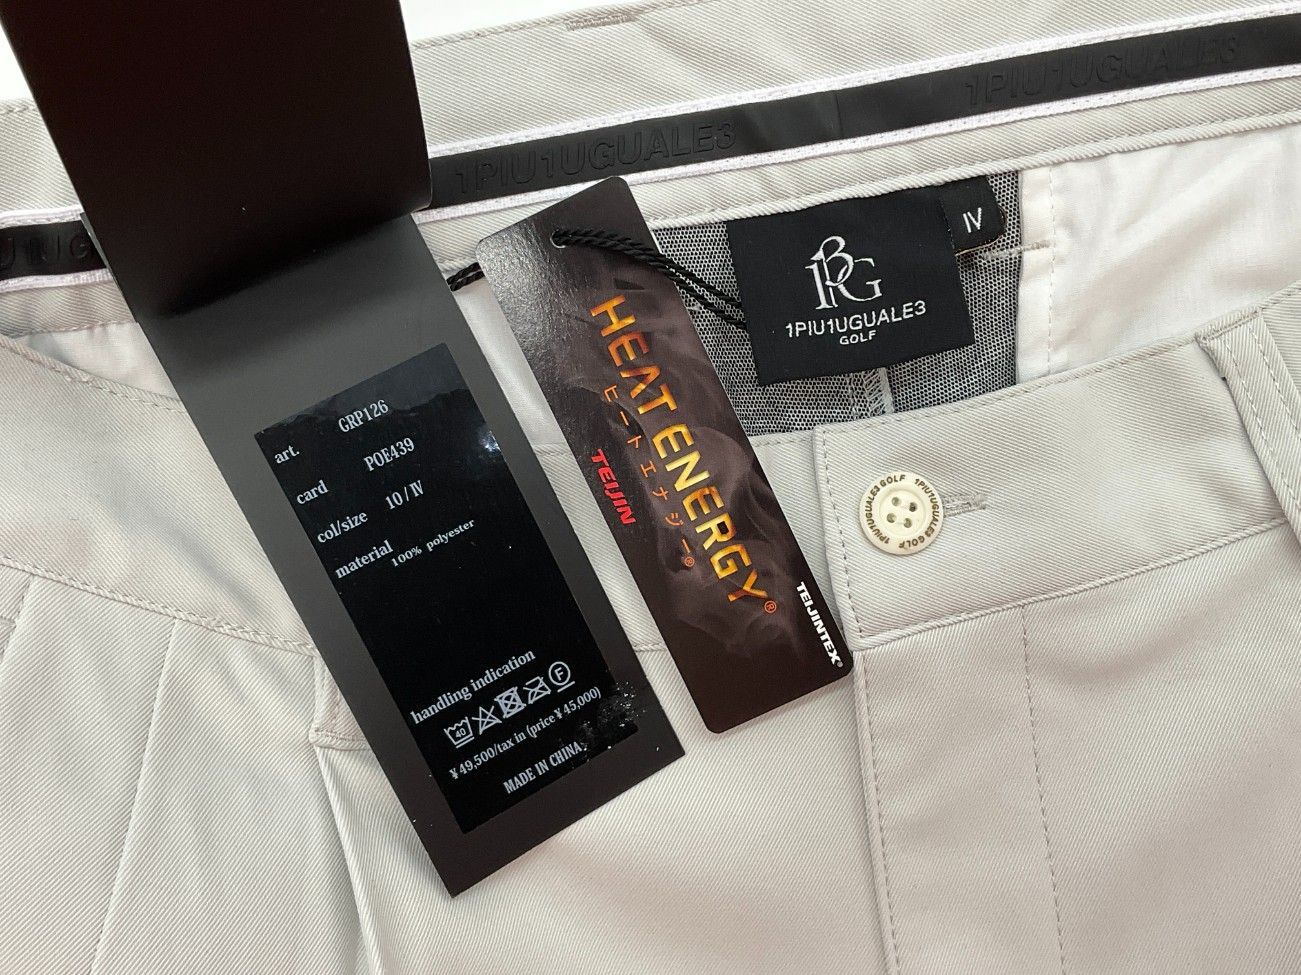 1PIU1UGUALE3
1PIU1UGUALE3
IV
1PIU1UGUALE3
GOLF
HEAT ENERGY®
ヒートエナジー®
TEIJIN
TEIJINTEX®
art. GRP126
card POE439
col/size 10 / IV
material 100% polyester
handling indication
40
F
¥ 49,500/tax in (price ¥ 45,000)
MADE IN CHINA
1PIU1UGUALE3 GOLF
1PIU1UGUALE3 GOLF